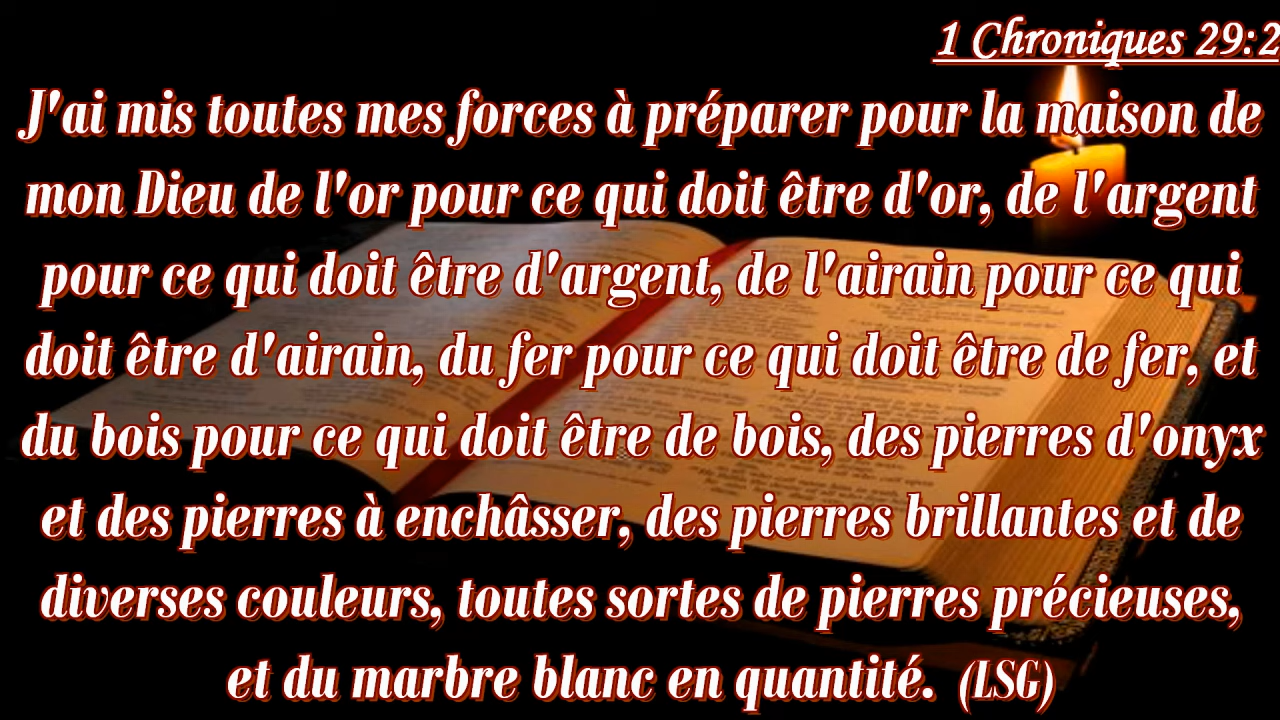 1 Chroniques 29:2
J'ai mis toutes mes forces à préparer pour la maison de
mon Dieu de l'or pour ce qui doit être d'or, de l'argent
pour ce qui doit être d'argent, de l'airain pour ce qui
doit être d'airain, du fer pour ce qui doit être de fer, et
du bois pour ce qui doit être de bois, des pierres d'onyx
et des pierres à enchâsser, des pierres brillantes et de
diverses couleurs, toutes sortes de pierres précieuses,
et du marbre blanc en quantité. (LSG)